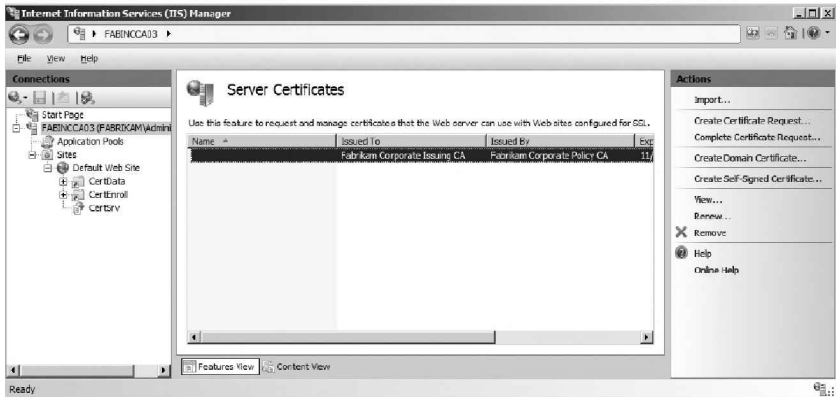 Internet Information Services (IIS) Manager
FABINCCA03
File View Help
Connections
Start Page
FABINCCA03 (FABRIKAM\Admini
Application Pools
Sites
Default Web Site
CertData
CertEnroll
CertSrv
Server Certificates
Use this feature to request and manage certificates that the Web server can use with Web sites configured for SSL.
Name Issued To Issued By Exp
Fabrikam Corporate Issuing CA Fabrikam Corporate Policy CA 11/
Features View Content View
Actions
Import...
Create Certificate Request...
Complete Certificate Request...
Create Domain Certificate...
Create Self-Signed Certificate...
View...
Renew...
Remove
Help
Online Help
Ready